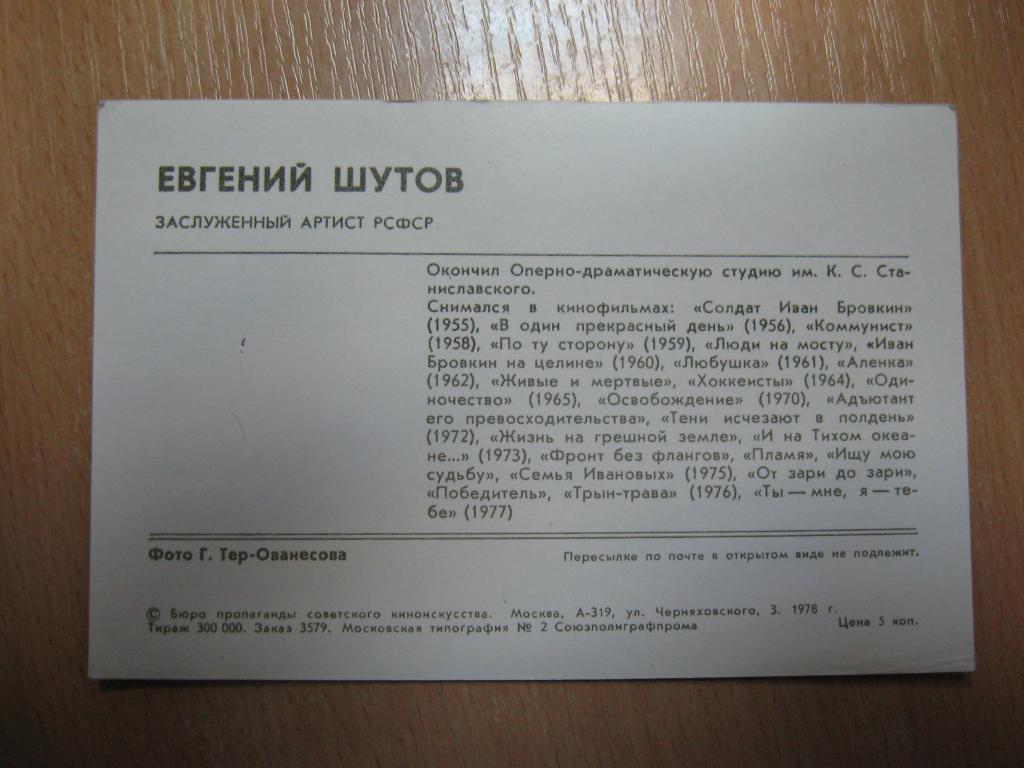 ЕВГЕНИЙ ШУТОВ
ЗАСЛУЖЕННЫЙ АРТИСТ РСФСР
Окончил Оперно-драматическую студию им. К. С. Ста-
ниславского.
Снимался в кинофильмах: «Солдат Иван Бровкин»
(1955), «В один прекрасный день» (1956), «Коммунист»
(1958), «По ту сторону» (1959), «Люди на мосту», «Иван
Бровкин на целине» (1960), «Любушка» (1961), «Аленка»
(1962), «Живые и мертвые», «Хоккеисты» (1964), «Оди-
ночество» (1965), «Освобождение» (1970), «Адъютант
его превосходительства», «Тени исчезают в полдень»
(1972), «Жизнь на грешной земле», «И на Тихом океа-
не...» (1973), «Фронт без флангов», «Пламя», «Ищу мою
судьбу», «Семья Ивановых» (1975), «От зари до зари»,
«Победитель», «Трын-трава» (1976), «Ты — мне, я — те-
бе» (1977)
Фото Г. Тер-Ованесова
Пересылке по почте в открытом виде не подлежит.
© Бюро пропаганды советского киноискусства. Москва, А-319, ул. Черняховского, 3. 1978 г.
Тираж 300 000. Заказ 3579. Московская типография № 2 Союзполиграфпрома Цена 5 коп.